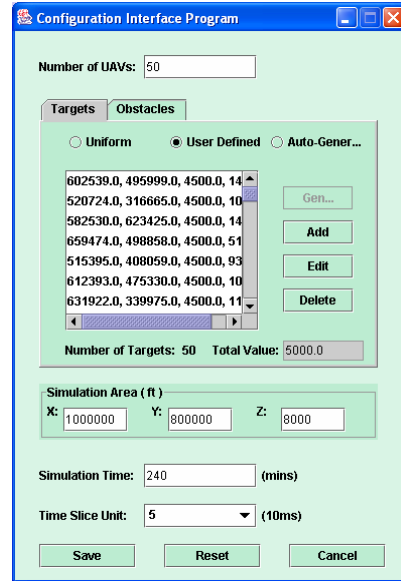 Configuration Interface Program
Number of UAVs: 50
Targets Obstacles
Uniform User Defined Auto-Gener...
602539.0, 495999.0, 4500.0, 14
520724.0, 316665.0, 4500.0, 10
582530.0, 623425.0, 4500.0, 14
659474.0, 498858.0, 4500.0, 51
515395.0, 408059.0, 4500.0, 93
612393.0, 475330.0, 4500.0, 10
631922.0, 339975.0, 4500.0, 11
Gen...
Add
Edit
Delete
Number of Targets: 50 Total Value: 5000.0
Simulation Area ( ft )
X: 1000000 Y: 800000 Z: 8000
Simulation Time: 240 (mins)
Time Slice Unit: 5 (10ms)
Save Reset Cancel